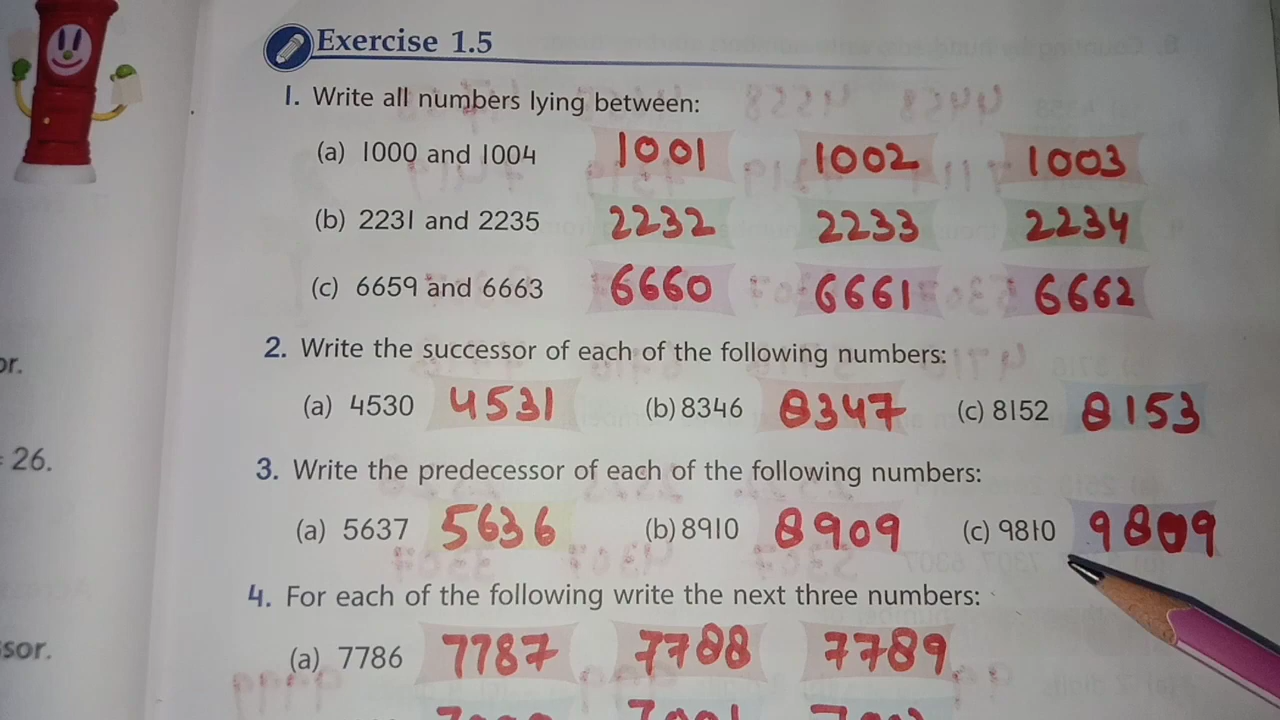 Exercise 1.5
1. Write all numbers lying between:
(a) 1000 and 1004 1001 1002 1003
(b) 2231 and 2235 2232 2233 2234
(c) 6659 and 6663 6660 6661 6662
2. Write the successor of each of the following numbers:
(a) 4530 4531 (b) 8346 8347 (c) 8152 8153
or.
3. Write the predecessor of each of the following numbers:
= 26.
(a) 5637 5636 (b) 8910 8909 (c) 9810 9809
4. For each of the following write the next three numbers:
ssor.
(a) 7786 7787 7788 7789